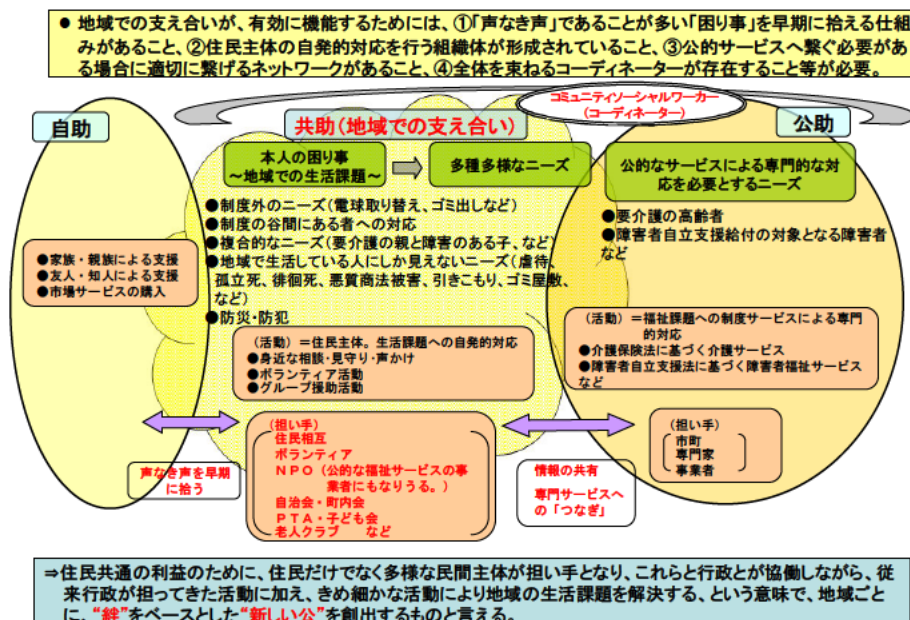 ● 地域での支え合いが、有効に機能するためには、①「声なき声」であることが多い「困り事」を早期に拾える仕組
みがあること、②住民主体の自発的対応を行う組織体が形成されていること、③公的サービスへ繋ぐ必要があ
る場合に適切に繋げるネットワークがあること、④全体を束ねるコーディネーターが存在すること等が必要。
コミュニティソーシャルワーカー
(コーディネーター)
自助
共助(地域での支え合い)
公助
本人の困り事
~地域での生活課題~
多種多様なニーズ
公的なサービスによる専門的な対
応を必要とするニーズ
●制度外のニーズ(電球取り替え、ゴミ出しなど)
●制度の谷間にある者への対応
●複合的なニーズ(要介護の親と障害のある子、など)
●地域で生活している人にしか見えないニーズ(虐待、
孤立死、徘徊死、悪質商法被害、引きこもり、ゴミ屋敷、
など)
●防災・防犯
●要介護の高齢者
●障害者自立支援給付の対象となる障害者
など
●家族・親族による支援
●友人・知人による支援
●市場サービスの購入
(活動)=住民主体。生活課題への自発的対応
●身近な相談・見守り・声かけ
●ボランティア活動
●グループ援助活動
(活動)=福祉課題への制度サービスによる専門
的対応
●介護保険法に基づく介護サービス
●障害者自立支援法に基づく障害者福祉サービス
など
声なき声を早期
に拾う
(担い手)
住民相互
ボランティア
NPO(公的な福祉サービスの事
業者にもなりうる。)
自治会・町内会
PTA・子ども会
老人クラブ など
情報の共有
専門サービスへ
の「つなぎ」
(担い手)
市町
専門家
事業者
⇒住民共通の利益のために、住民だけでなく多様な民間主体が担い手となり、これらと行政とが協働しながら、従
来行政が担ってきた活動に加え、きめ細かな活動により地域の生活課題を解決する、という意味で、地域ごと
に、“絆”をベースとした“新しい公”を創出するものと言える。